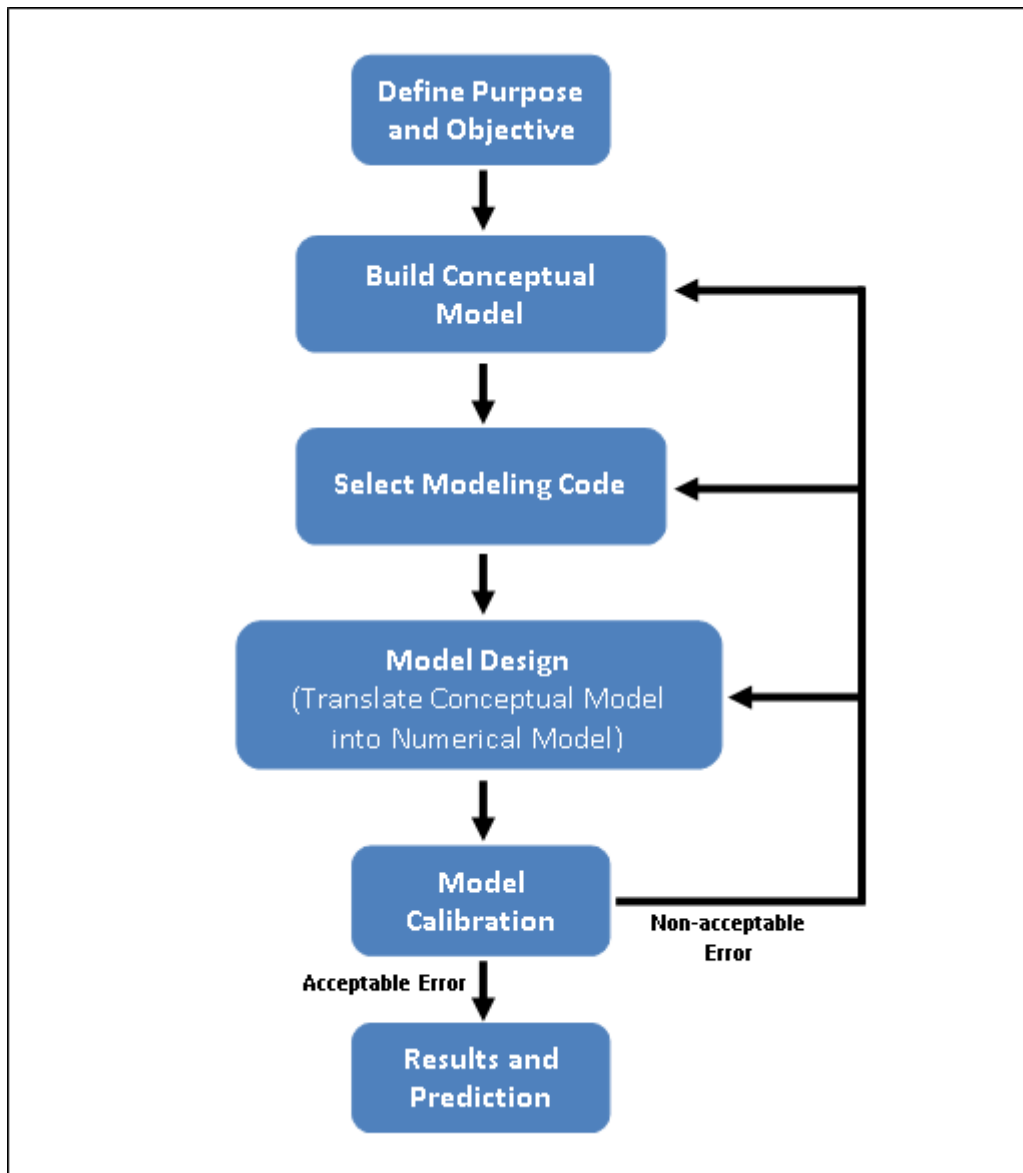 Define Purpose
and Objective
Build Conceptual
Model
Select Modeling Code
Model Design
(Translate Conceptual Model
into Numerical Model)
Model
Calibration
Non-acceptable
Error
Acceptable Error
Results and
Prediction